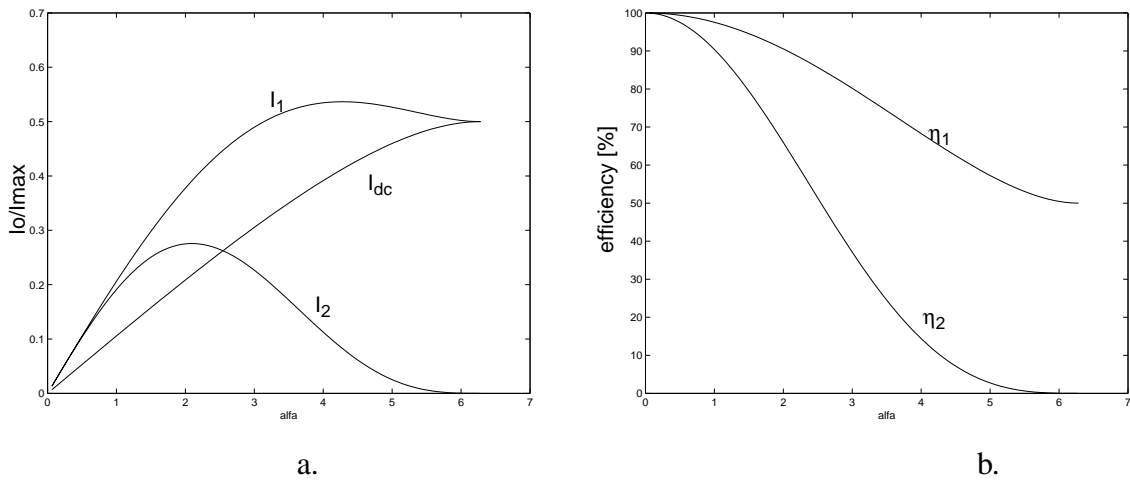 0.7
0.6
0.5
0.4
0.3
0.2
0.1
0
Io/Imax
I1
Idc
I2
0 1 2 3 4 5 6 7
alfa
a.
100
90
80
70
60
50
40
30
20
10
0
efficiency [%]
η1
η2
0 1 2 3 4 5 6 7
alfa
b.